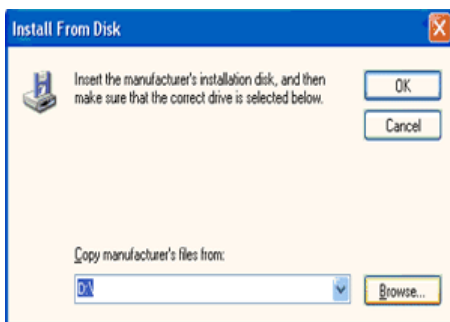 Install From Disk
Insert the manufacturer's installation disk, and then
make sure that the correct drive is selected below.
OK
Cancel
Copy manufacturer's files from:
D:\
Browse...